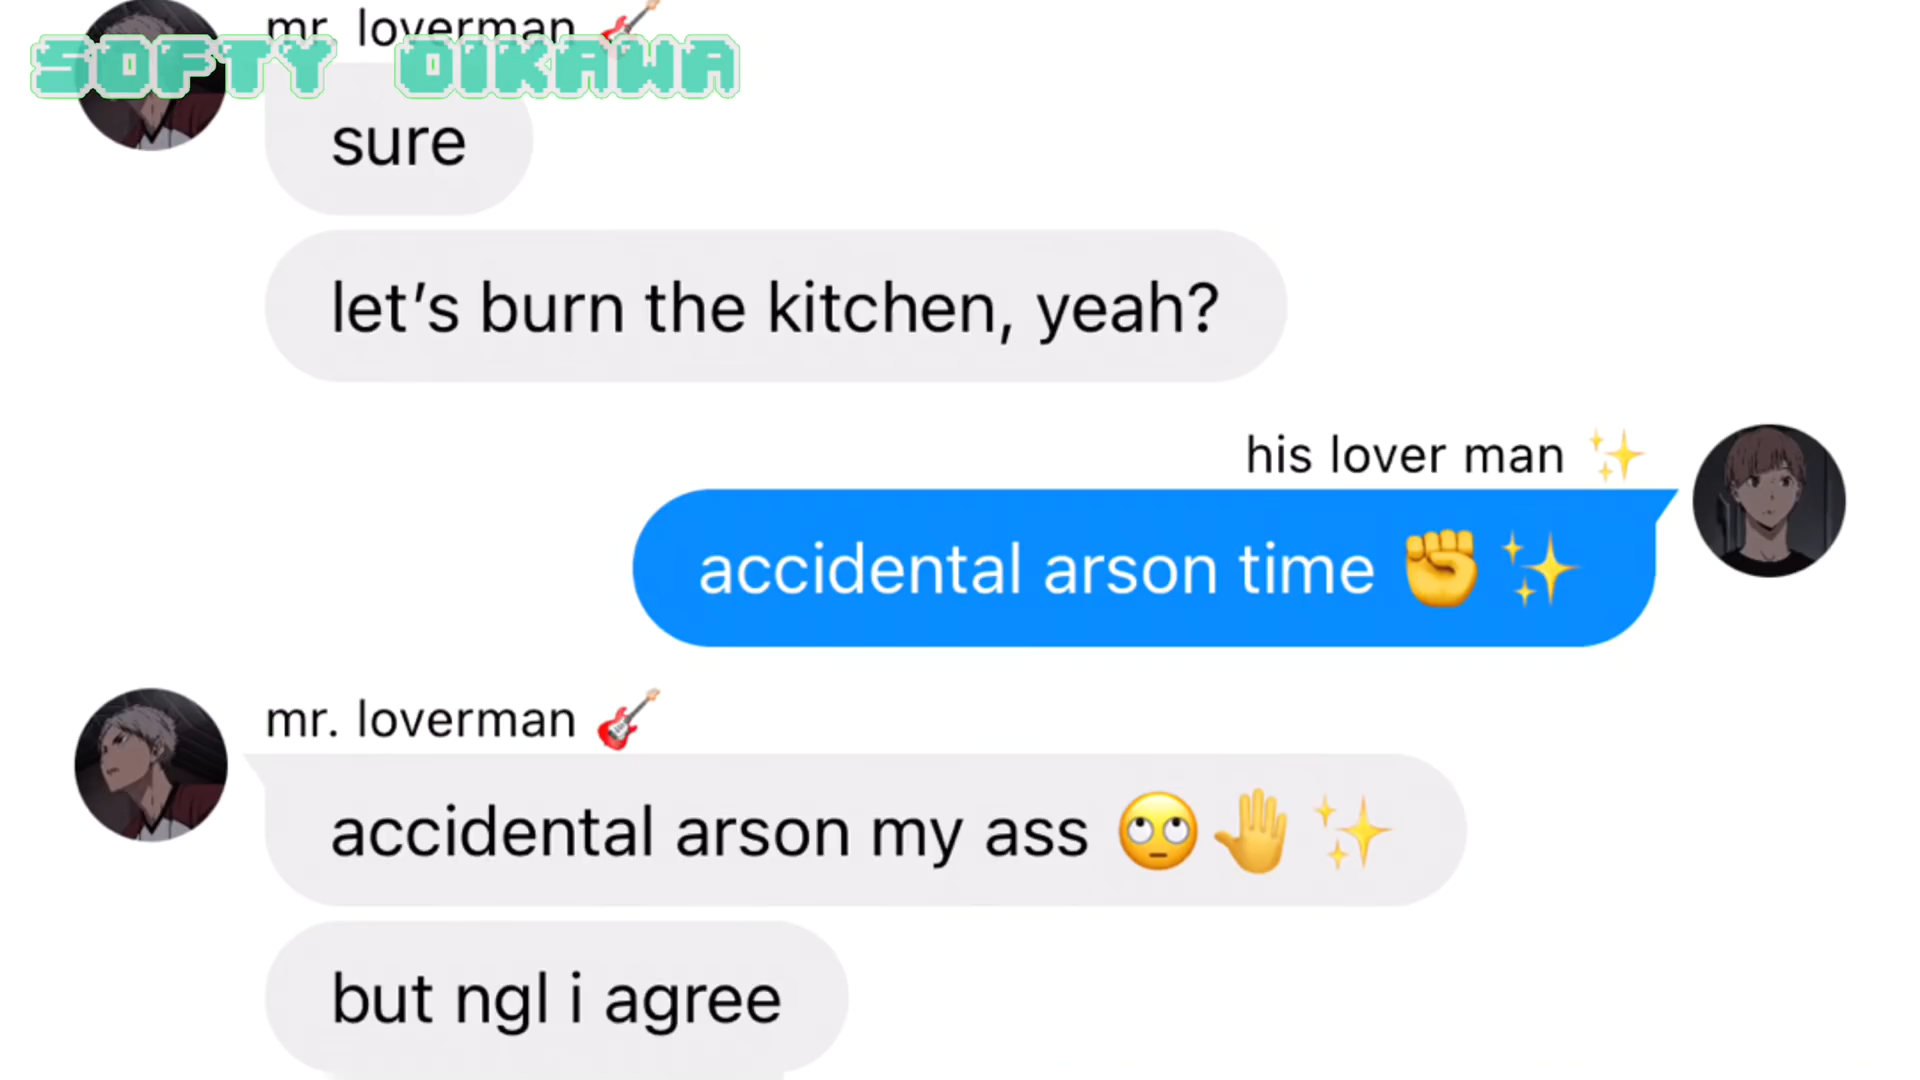 mr. loverman 🎸
SOFTY OIKAWA
sure
let’s burn the kitchen, yeah?
his lover man ✨
accidental arson time ✊ ✨
mr. loverman 🎸
accidental arson my ass 🙄 🤚 ✨
but ngl i agree